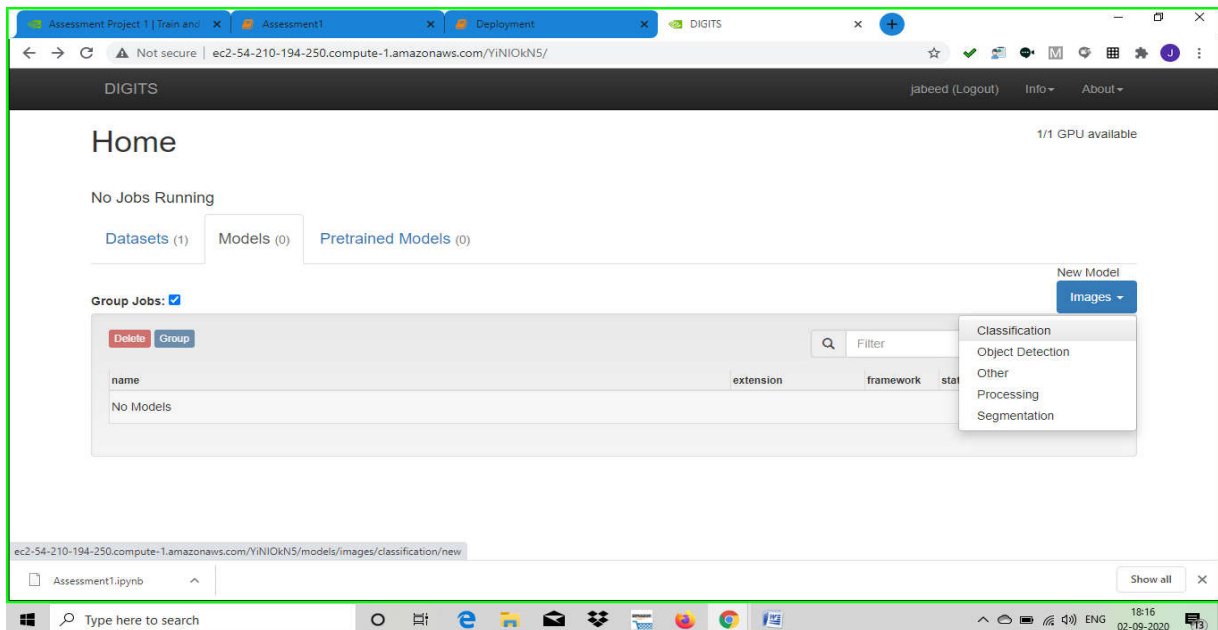 Assessment Project 1 | Train and
Assessment1
Deployment
DIGITS
Not secure | ec2-54-210-194-250.compute-1.amazonaws.com/YiNIOkN5/
DIGITS
jabeed (Logout)
Info
About
Home
1/1 GPU available
No Jobs Running
Datasets (1)
Models (0)
Pretrained Models (0)
New Model
Group Jobs:
Images
Delete
Group
Filter
Classification
Object Detection
Other
Processing
Segmentation
name
extension
framework
stat
No Models
ec2-54-210-194-250.compute-1.amazonaws.com/YiNIOkN5/models/images/classification/new
Assessment1.ipynb
Show all
Type here to search
ENG
18:16
02-09-2020